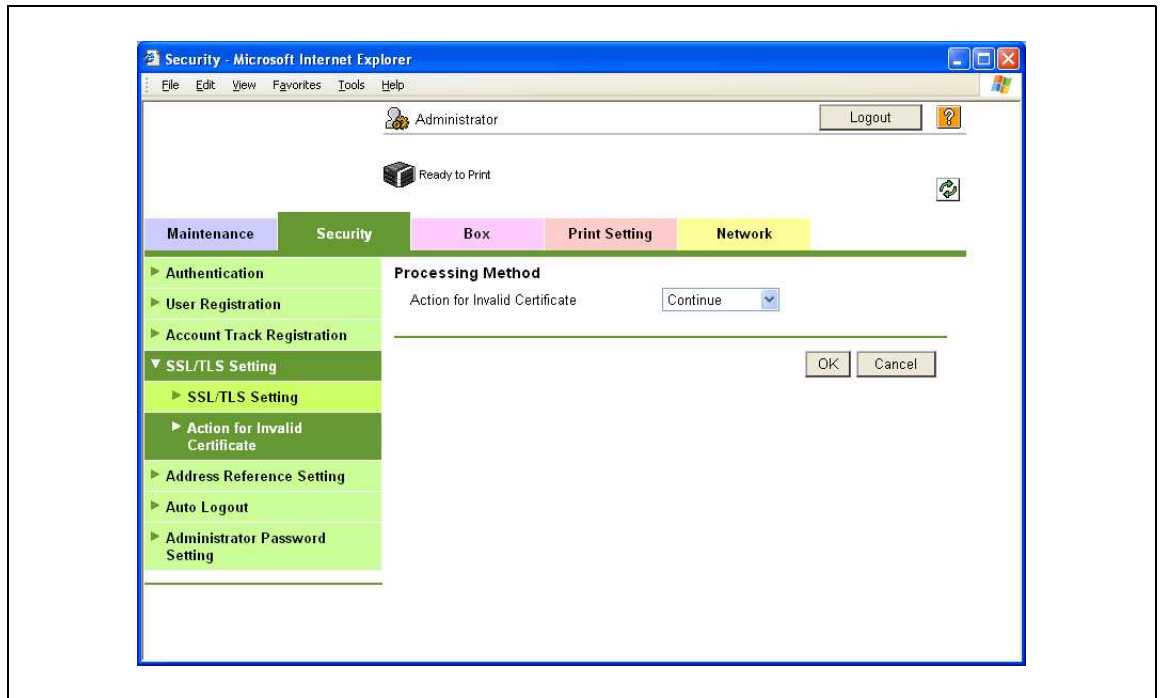 Security - Microsoft Internet Explorer
File Edit View Favorites Tools Help
Administrator
Logout
?
Ready to Print
Maintenance Security Box Print Setting Network
Authentication
User Registration
Account Track Registration
SSL/TLS Setting
SSL/TLS Setting
Action for Invalid
Certificate
Address Reference Setting
Auto Logout
Administrator Password
Setting
Processing Method
Action for Invalid Certificate Continue
OK Cancel